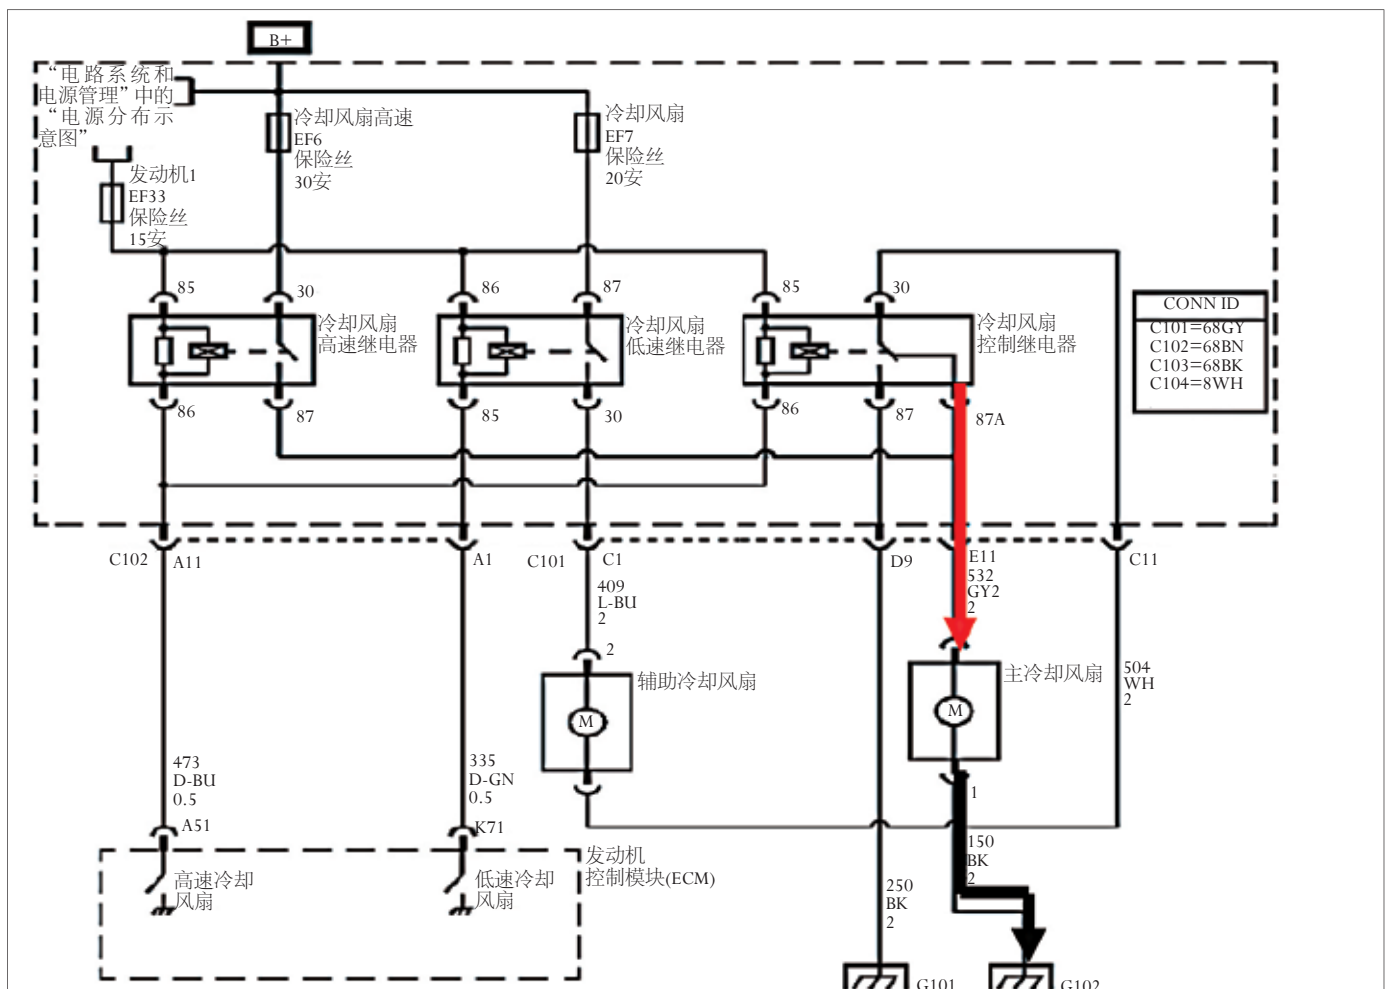 B+
“电路系统和
电源管理”中的
“电源分布示
意图”
冷却风扇高速
EF6
保险丝
30安
冷却风扇
EF7
保险丝
20安
发动机1
EF33
保险丝
15安
85
30
86
87
85
30
冷却风扇
高速继电器
冷却风扇
低速继电器
冷却风扇
控制继电器
CONN ID
C101=68GY
C102=68BN
C103=68BK
C104=8WH
86
87
85
30
86
87
87A
C102
A11
A1
C101
C1
D9
E11
C11
409
L-BU
2
532
GY2
2
2
辅助冷却风扇
主冷却风扇
504
WH
2
M
M
473
D-BU
0.5
335
D-GN
0.5
1
A51
K71
150
BK
2
发动机
控制模块(ECM)
高速冷却
风扇
低速冷却
风扇
250
BK
2
G101
G102